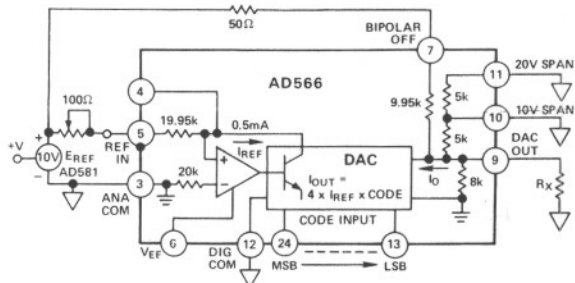 50Ω
BIPOLAR
OFF
7
11
20V SPAN
4
AD566
9.95k
5k
10
10V SPAN
100Ω
5
19.95k
0.5mA
5k
DAC
OUT
+V
+
10V
-
EREF
AD581
REF
IN
+
-
IREF
DAC
IOUT =
4 x IREF x CODE
IO
9
3
20k
8k
RX
ANA
COM
CODE INPUT
VEE
6
DIG
COM
12
24
MSB
13
LSB